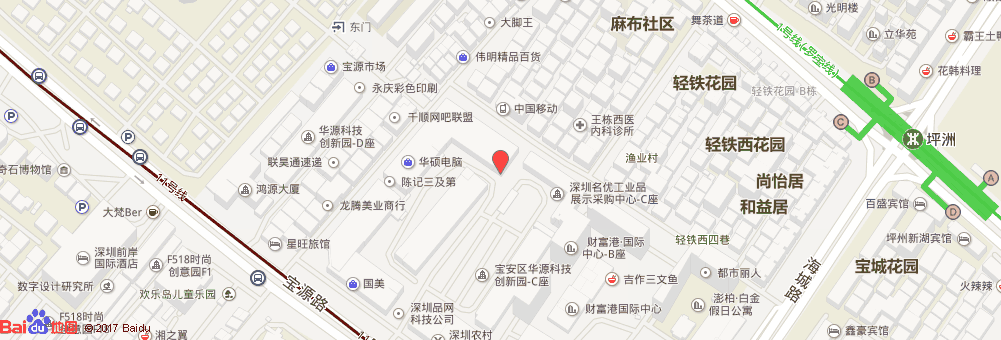 光明楼
舞茶道
大脚王
麻布社区
东门
立华苑
霸王土鸭
1号线(罗宝线)
伟明精品百货
宝源市场
花韩料理
轻铁花园
轻铁花园 B栋
B
永庆彩色印刷
中国移动
千顺网吧联盟
王栋西医
内科诊所
C
坪洲
华源科技
创新园-D座
轻铁西花园
联昊通速递
华硕电脑
渔业村
奇石博物馆
11号线
陈记三及第
尚怡居
A
鸿源大厦
深圳名优工业品
展示采购中心-C座
龙腾美业商行
和益居
百盛宾馆
D
大梵Ber
星旺旅馆
财富港·国际
中心-B座
轻铁西四巷
坪州新湖宾馆
深圳前岸
国际酒店
F518时尚
创意园F1
宝安区华源科技
创新园-C座
都市丽人
海城路
宝城花园
国美
吉作三文鱼
数字设计研究所
欢乐岛儿童乐园
宝源路
火辣辣
深圳品网
科技公司
财富港国际中心
澎柏·白金
假日公寓
F518时尚
Baidu地图
© 2017 Baidu
湘之翼
深圳农村
鑫豪宾馆